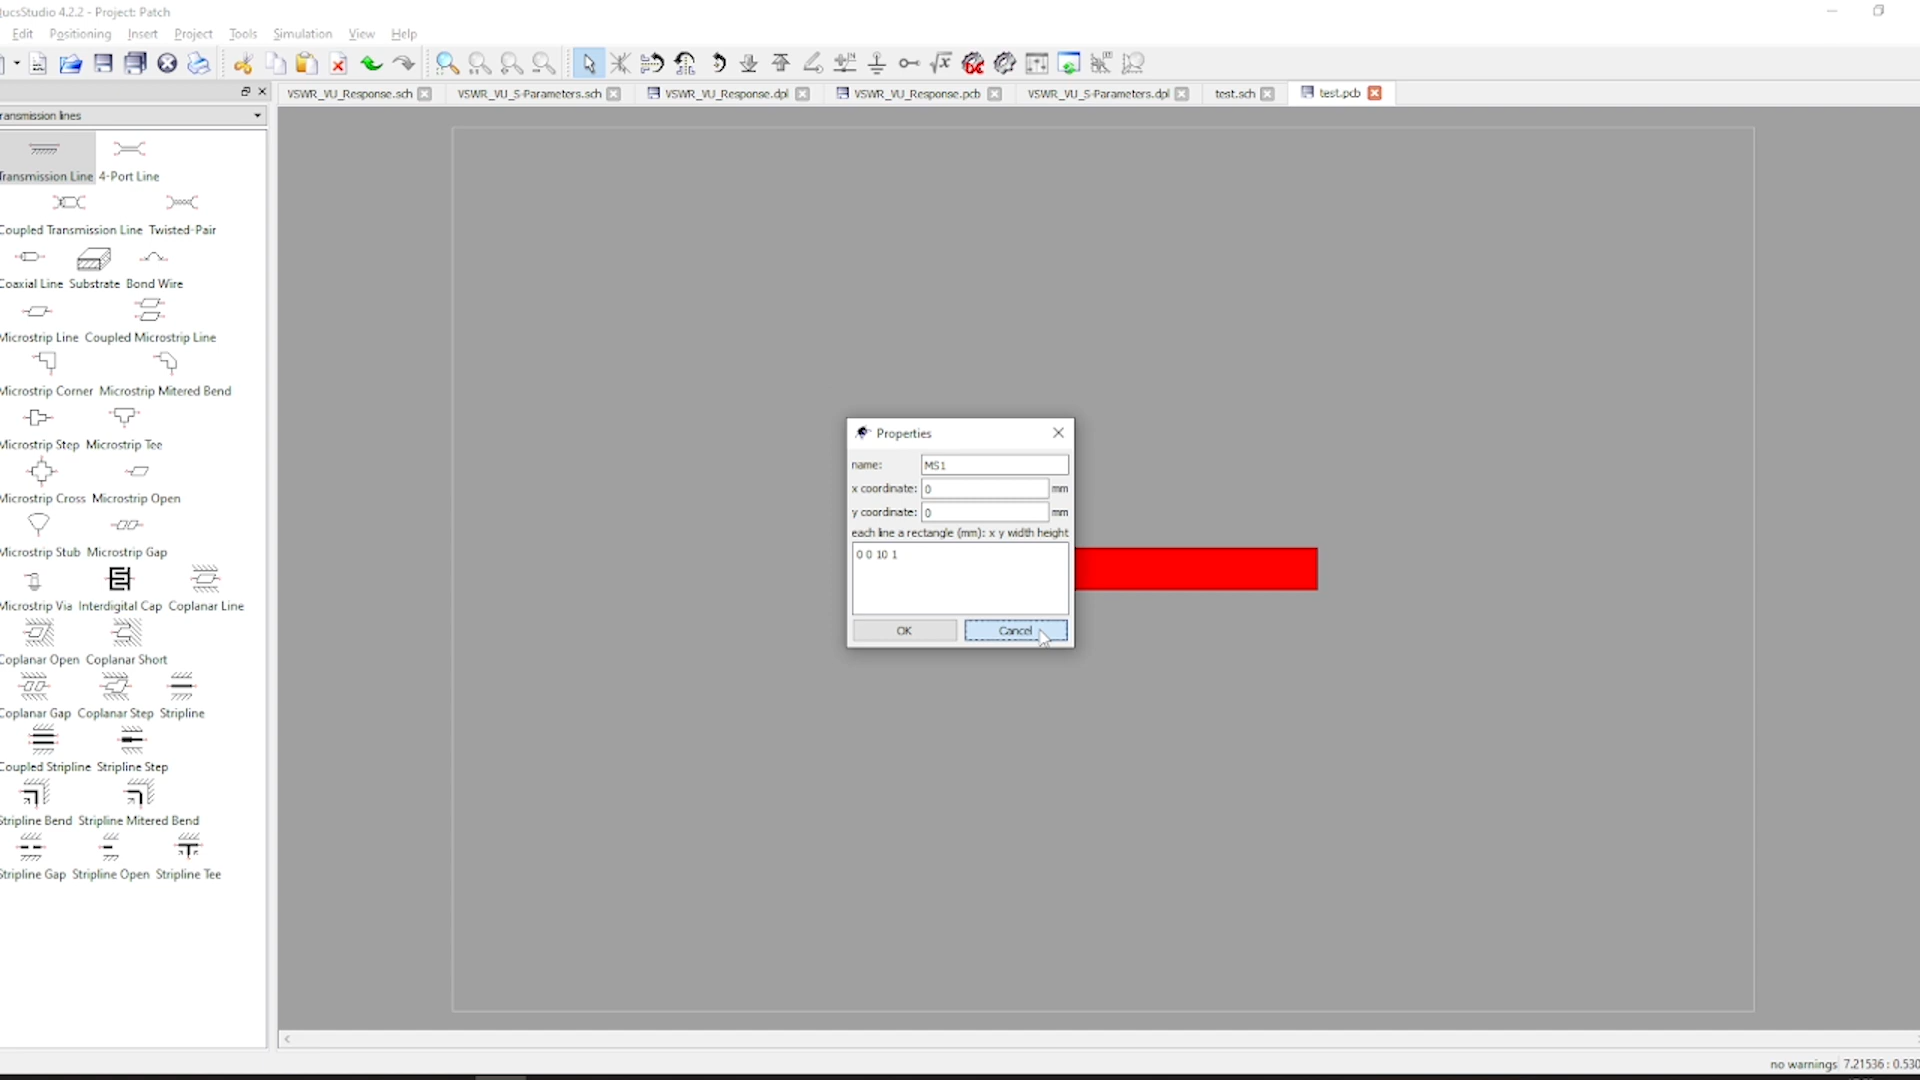 ucsStudio 4.2.2 - Project: Patch
Edit Positioning Insert Project Tools Simulation View Help
VSWR_VU_Response.sch VSWR_VU_S-Parameters.sch VSWR_VU_Response.dpl VSWR_VU_Response.pcb VSWR_VU_S-Parameters.dpl test.sch test.pcb
ransmission lines
Transmission Line 4-Port Line
Coupled Transmission Line Twisted-Pair
Coaxial Line Substrate Bond Wire
Microstrip Line Coupled Microstrip Line
Microstrip Corner Microstrip Mitered Bend
Microstrip Step Microstrip Tee
Microstrip Cross Microstrip Open
Microstrip Stub Microstrip Gap
Microstrip Via Interdigital Cap Coplanar Line
Coplanar Open Coplanar Short
Coplanar Gap Coplanar Step Stripline
Coupled Stripline Stripline Step
Stripline Bend Stripline Mitered Bend
Stripline Gap Stripline Open Stripline Tee
Properties
name: MS1
x coordinate: 0 mm
y coordinate: 0 mm
each line a rectangle (mm): x y width height
0 0 10 1
OK Cancel
no warnings 7.21536 : 0.530